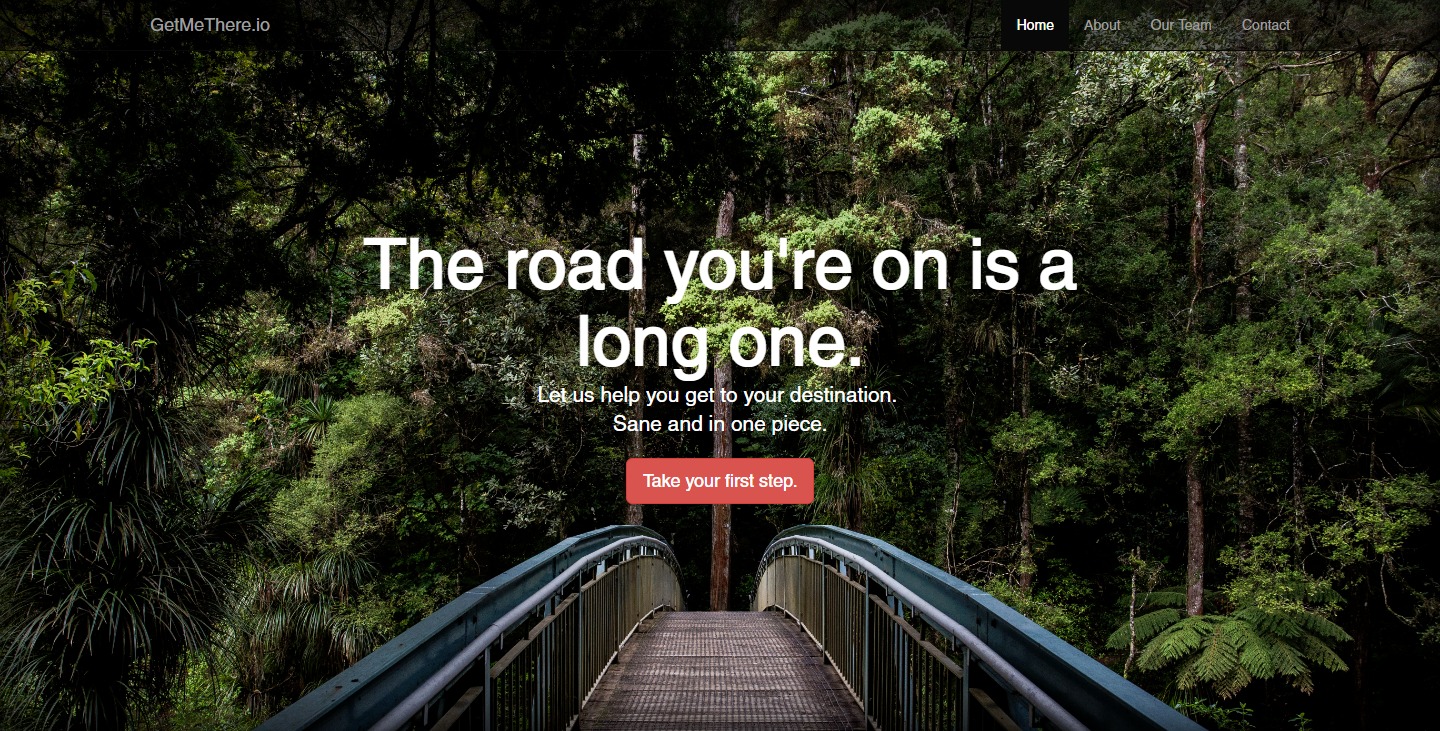 GetMeThere.io
Home About Our Team Contact
The road you're on is a
long one.
Let us help you get to your destination.
Sane and in one piece.
Take your first step.